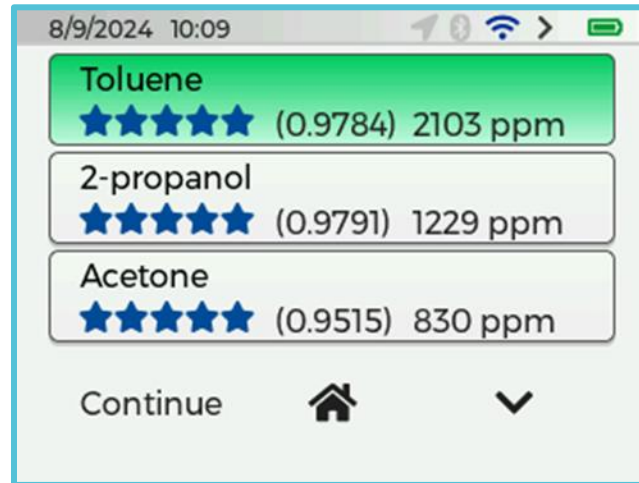 8/9/2024 10:09
Toluene
(0.9784) 2103 ppm
2-propanol
(0.9791) 1229 ppm
Acetone
(0.9515) 830 ppm
Continue